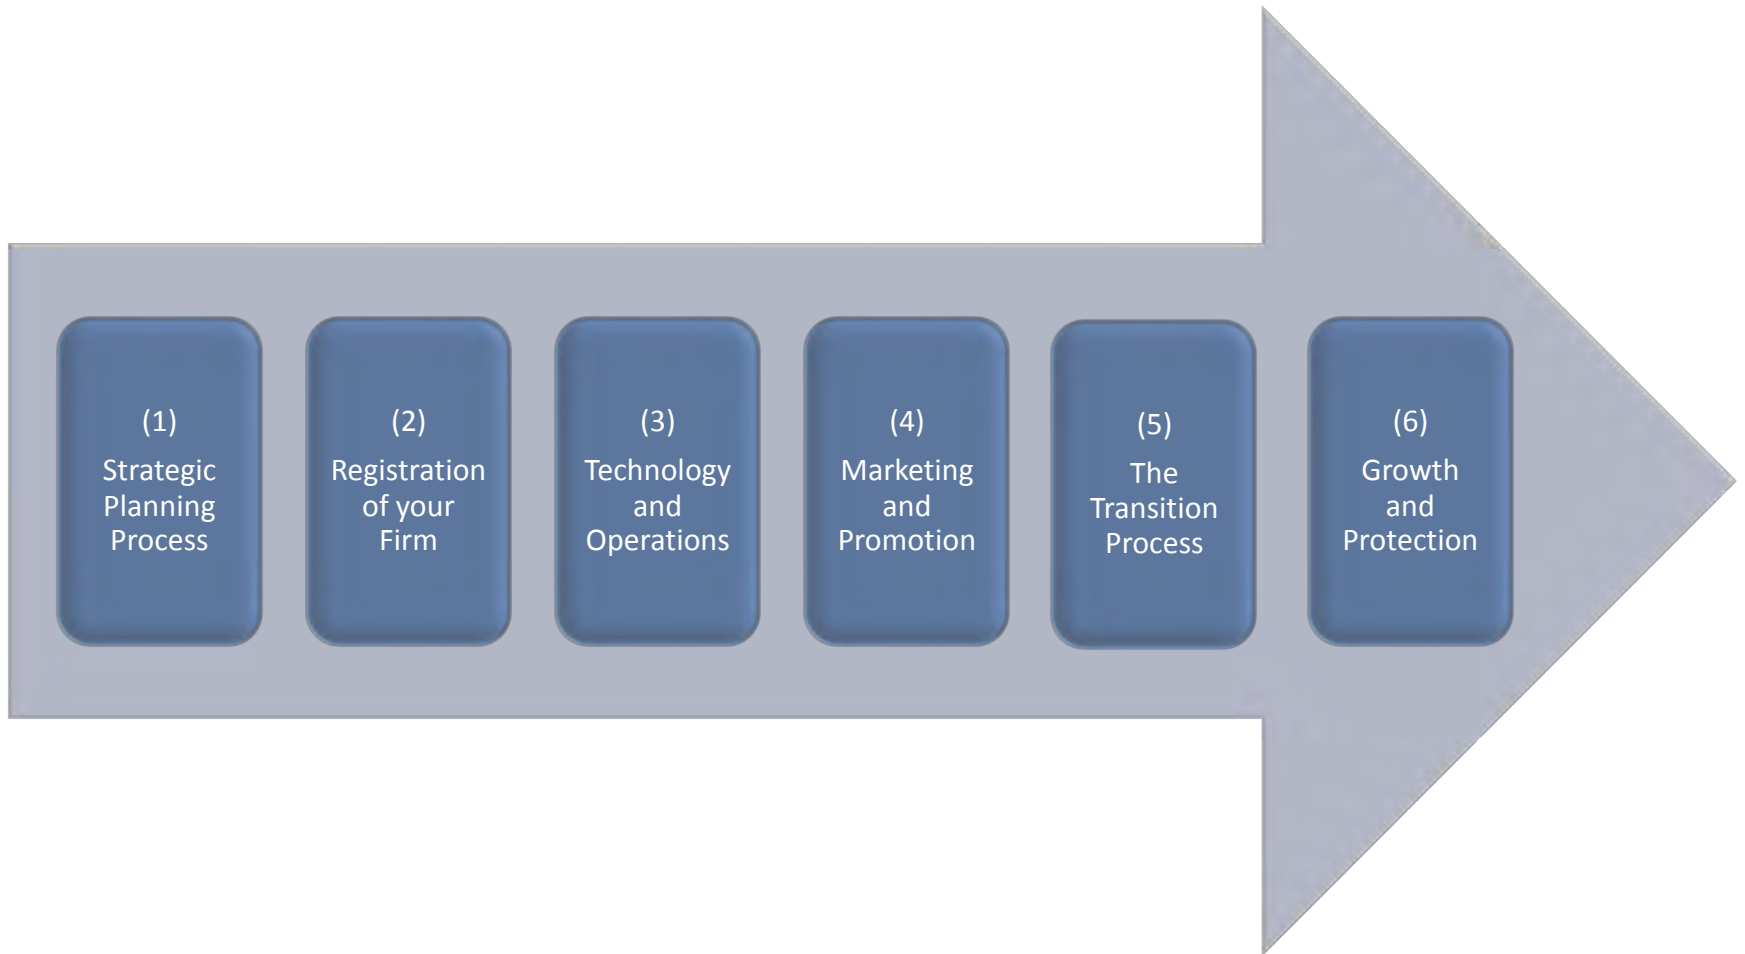 (1)
Strategic
Planning
Process
(2)
Registration
of your
Firm
(3)
Technology
and
Operations
(4)
Marketing
and
Promotion
(5)
The
Transition
Process
(6)
Growth
and
Protection